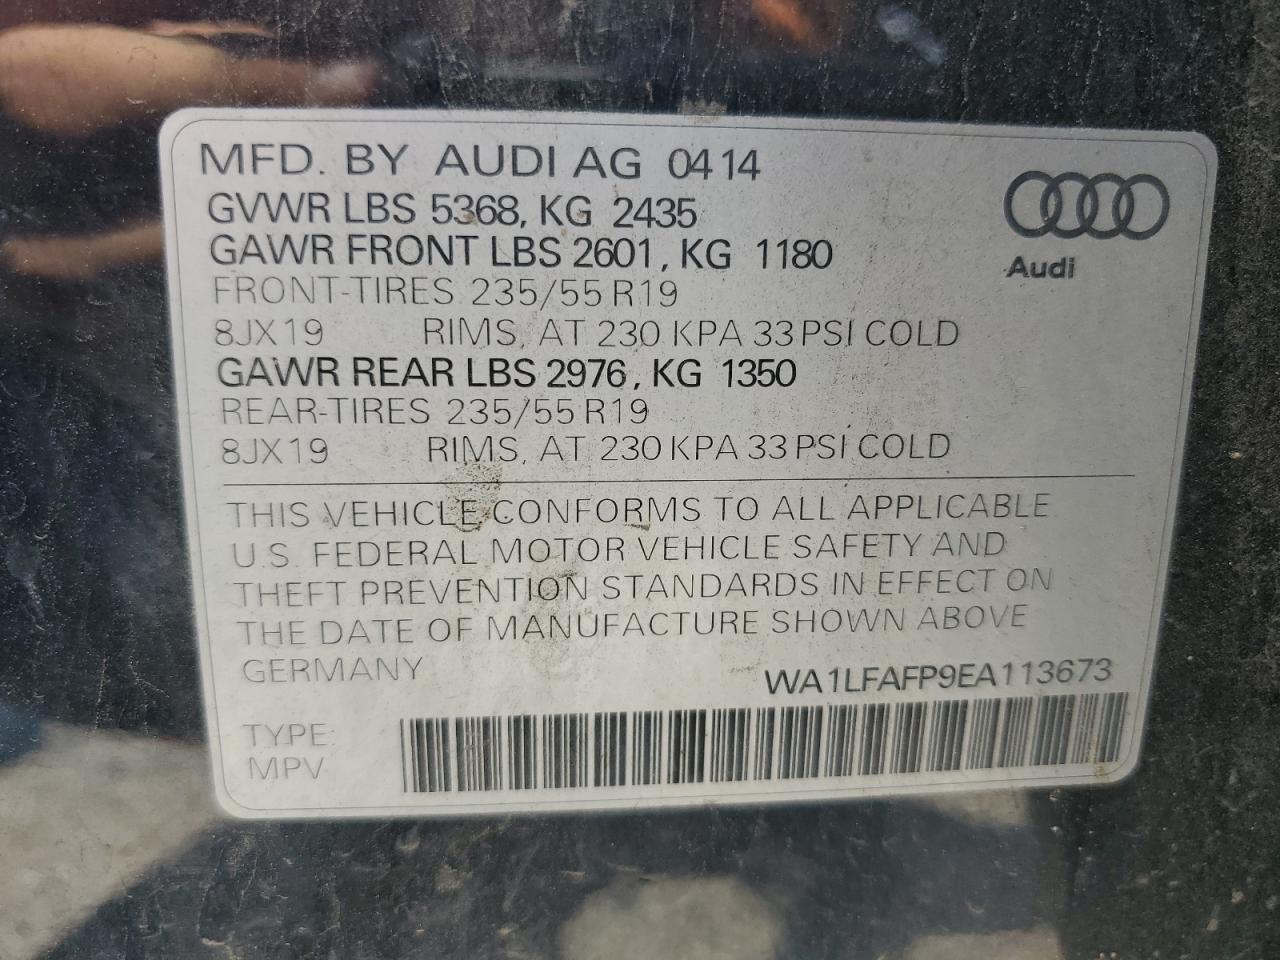 MFD. BY AUDI AG 04 14
GVWR LBS 5368, KG 2435
GAWR FRONT LBS 2601, KG 1180
FRONT-TIRES 235/55 R19
8JX19 RIMS, AT 230 KPA 33 PSI COLD
GAWR REAR LBS 2976, KG 1350
REAR-TIRES 235/55 R19
8JX19 RIMS, AT 230 KPA 33 PSI COLD
Audi
THIS VEHICLE CONFORMS TO ALL APPLICABLE
U.S. FEDERAL MOTOR VEHICLE SAFETY AND
THEFT PREVENTION STANDARDS IN EFFECT ON
THE DATE OF MANUFACTURE SHOWN ABOVE
GERMANY WA1LFAFP9EA113673
TYPE:
MPV